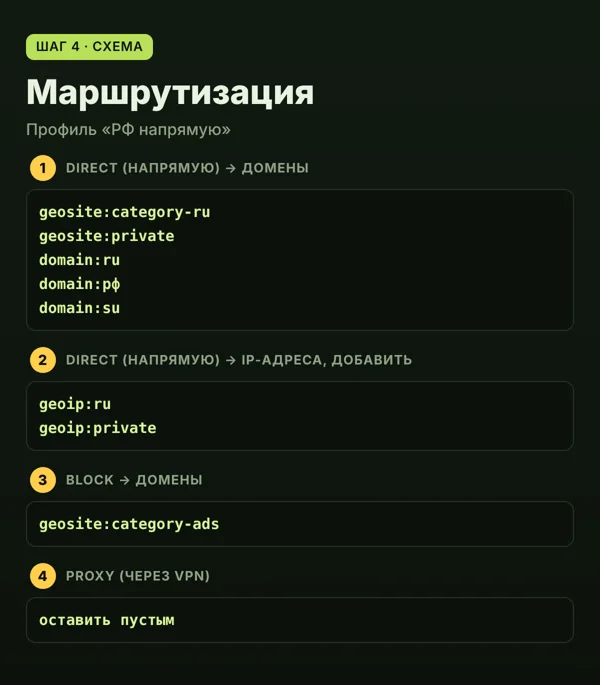 ШАГ 4 · СХЕМА
Маршрутизация
Профиль «РФ напрямую»
1 DIRECT (НАПРЯМУЮ) → ДОМЕНЫ
geosite:category-ru
geosite:private
domain:ru
domain:рф
domain:su
2 DIRECT (НАПРЯМУЮ) → IP-АДРЕСА, ДОБАВИТЬ
geoip:ru
geoip:private
3 BLOCK → ДОМЕНЫ
geosite:category-ads
4 PROXY (ЧЕРЕЗ VPN)
оставить пустым